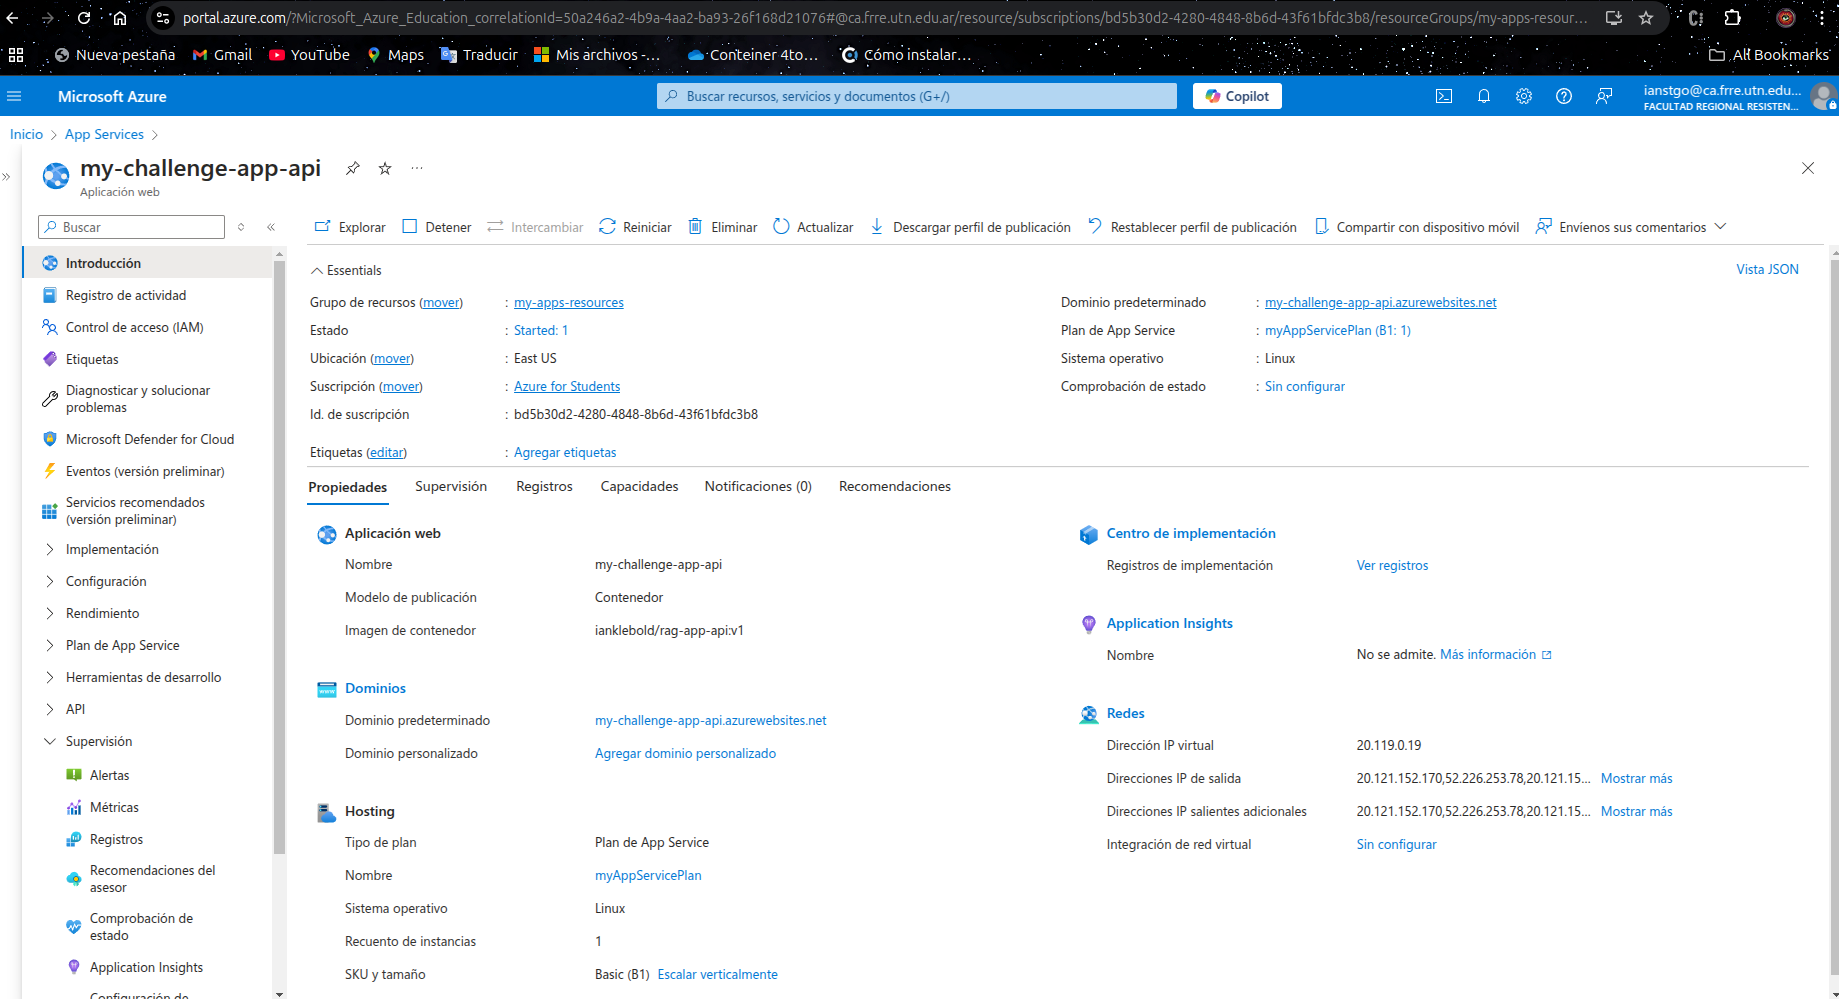 portal.azure.com/?Microsoft_Azure_Education_correlationId=50a246a2-4b9a-4aa2-ba93-26f168d21076#@ca.frre.utn.edu.ar/resource/subscriptions/bd5b30d2-4280-4848-8b6d-43f61bfdc3b8/resourceGroups/my-apps-resour...
Nueva pestaña Gmail YouTube Maps Traducir Mis archivos -... Conteiner 4to... Cómo instalar... All Bookmarks
Microsoft Azure
Buscar recursos, servicios y documentos (G+/)
Copilot
ianstgo@ca.frre.utn.edu...
FACULTAD REGIONAL RESISTEN...
Inicio > App Services >
my-challenge-app-api
Aplicación web
Buscar
Explorar Detener Intercambiar Reiniciar Eliminar Actualizar Descargar perfil de publicación Restablecer perfil de publicación Compartir con dispositivo móvil Envíenos sus comentarios
Introducción
Registro de actividad
Control de acceso (IAM)
Etiquetas
Diagnosticar y solucionar
problemas
Microsoft Defender for Cloud
Eventos (versión preliminar)
Servicios recomendados
(versión preliminar)
Implementación
Configuración
Rendimiento
Plan de App Service
Herramientas de desarrollo
API
Supervisión
Alertas
Métricas
Registros
Recomendaciones del
asesor
Comprobación de
estado
Application Insights
Configuración de
Essentials
Vista JSON
Grupo de recursos (mover) : my-apps-resources
Estado : Started: 1
Ubicación (mover) : East US
Suscripción (mover) : Azure for Students
Id. de suscripción : bd5b30d2-4280-4848-8b6d-43f61bfdc3b8
Etiquetas (editar) : Agregar etiquetas
Dominio predeterminado : my-challenge-app-api.azurewebsites.net
Plan de App Service : myAppServicePlan (B1: 1)
Sistema operativo : Linux
Comprobación de estado : Sin configurar
Propiedades Supervisión Registros Capacidades Notificaciones (0) Recomendaciones
Aplicación web
Nombre my-challenge-app-api
Modelo de publicación Contenedor
Imagen de contenedor ianklebold/rag-app-api:v1
Dominios
Dominio predeterminado my-challenge-app-api.azurewebsites.net
Dominio personalizado Agregar dominio personalizado
Hosting
Tipo de plan Plan de App Service
Nombre myAppServicePlan
Sistema operativo Linux
Recuento de instancias 1
SKU y tamaño Basic (B1) Escalar verticalmente
Centro de implementación
Registros de implementación Ver registros
Application Insights
Nombre No se admite. Más información
Redes
Dirección IP virtual 20.119.0.19
Direcciones IP de salida 20.121.152.170,52.226.253.78,20.121.15... Mostrar más
Direcciones IP salientes adicionales 20.121.152.170,52.226.253.78,20.121.15... Mostrar más
Integración de red virtual Sin configurar